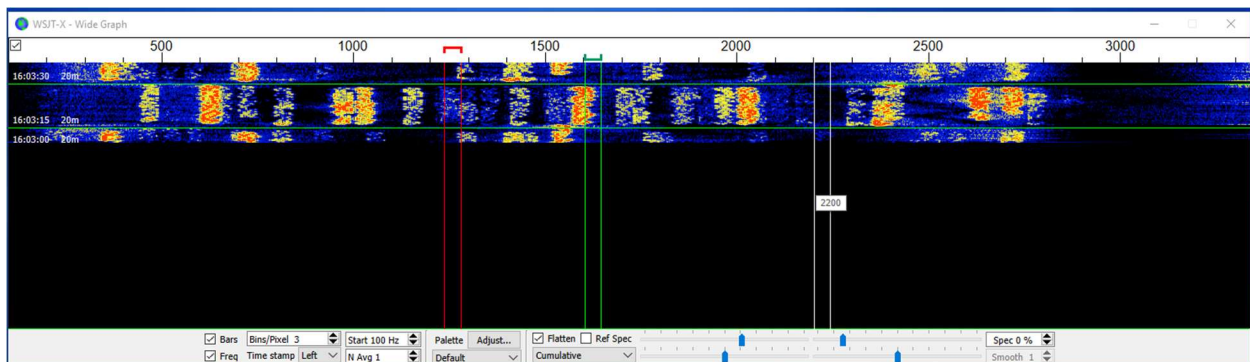 WSJT-X - Wide Graph
500 1000 1500 2000 2500 3000
16:03:30 20m
16:03:15 20m
16:03:00 20m
2200
Bars Bins/Pixel 3 Start 100 Hz Palette Adjust... Flatten Ref Spec Spec 0 %
Freq Time stamp Left N Avg 1 Default Cumulative Smooth 1